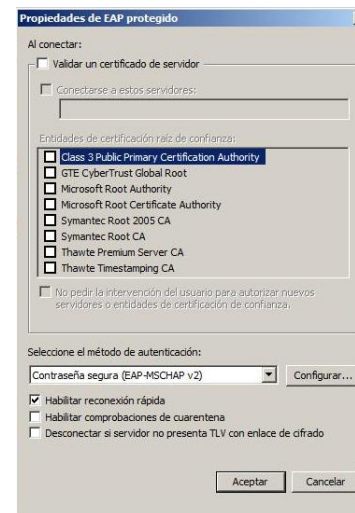 Propiedades de EAP protegido
Al conectar:
Validar un certificado de servidor
Conectarse a estos servidores:
Entidades de certificación raíz de confianza:
Class 3 Public Primary Certification Authority
GTE CyberTrust Global Root
Microsoft Root Authority
Microsoft Root Certificate Authority
Symantec Root 2005 CA
Symantec Root CA
Thawte Premium Server CA
Thawte Timestamping CA
No pedir la intervención del usuario para autorizar nuevos
servidores o entidades de certificación de confianza.
Seleccione el método de autenticación:
Contraseña segura (EAP-MSCHAP v2)
Configurar...
Habilitar reconexión rápida
Habilitar comprobaciones de cuarentena
Desconectar si servidor no presenta TLV con enlace de cifrado
Aceptar
Cancelar